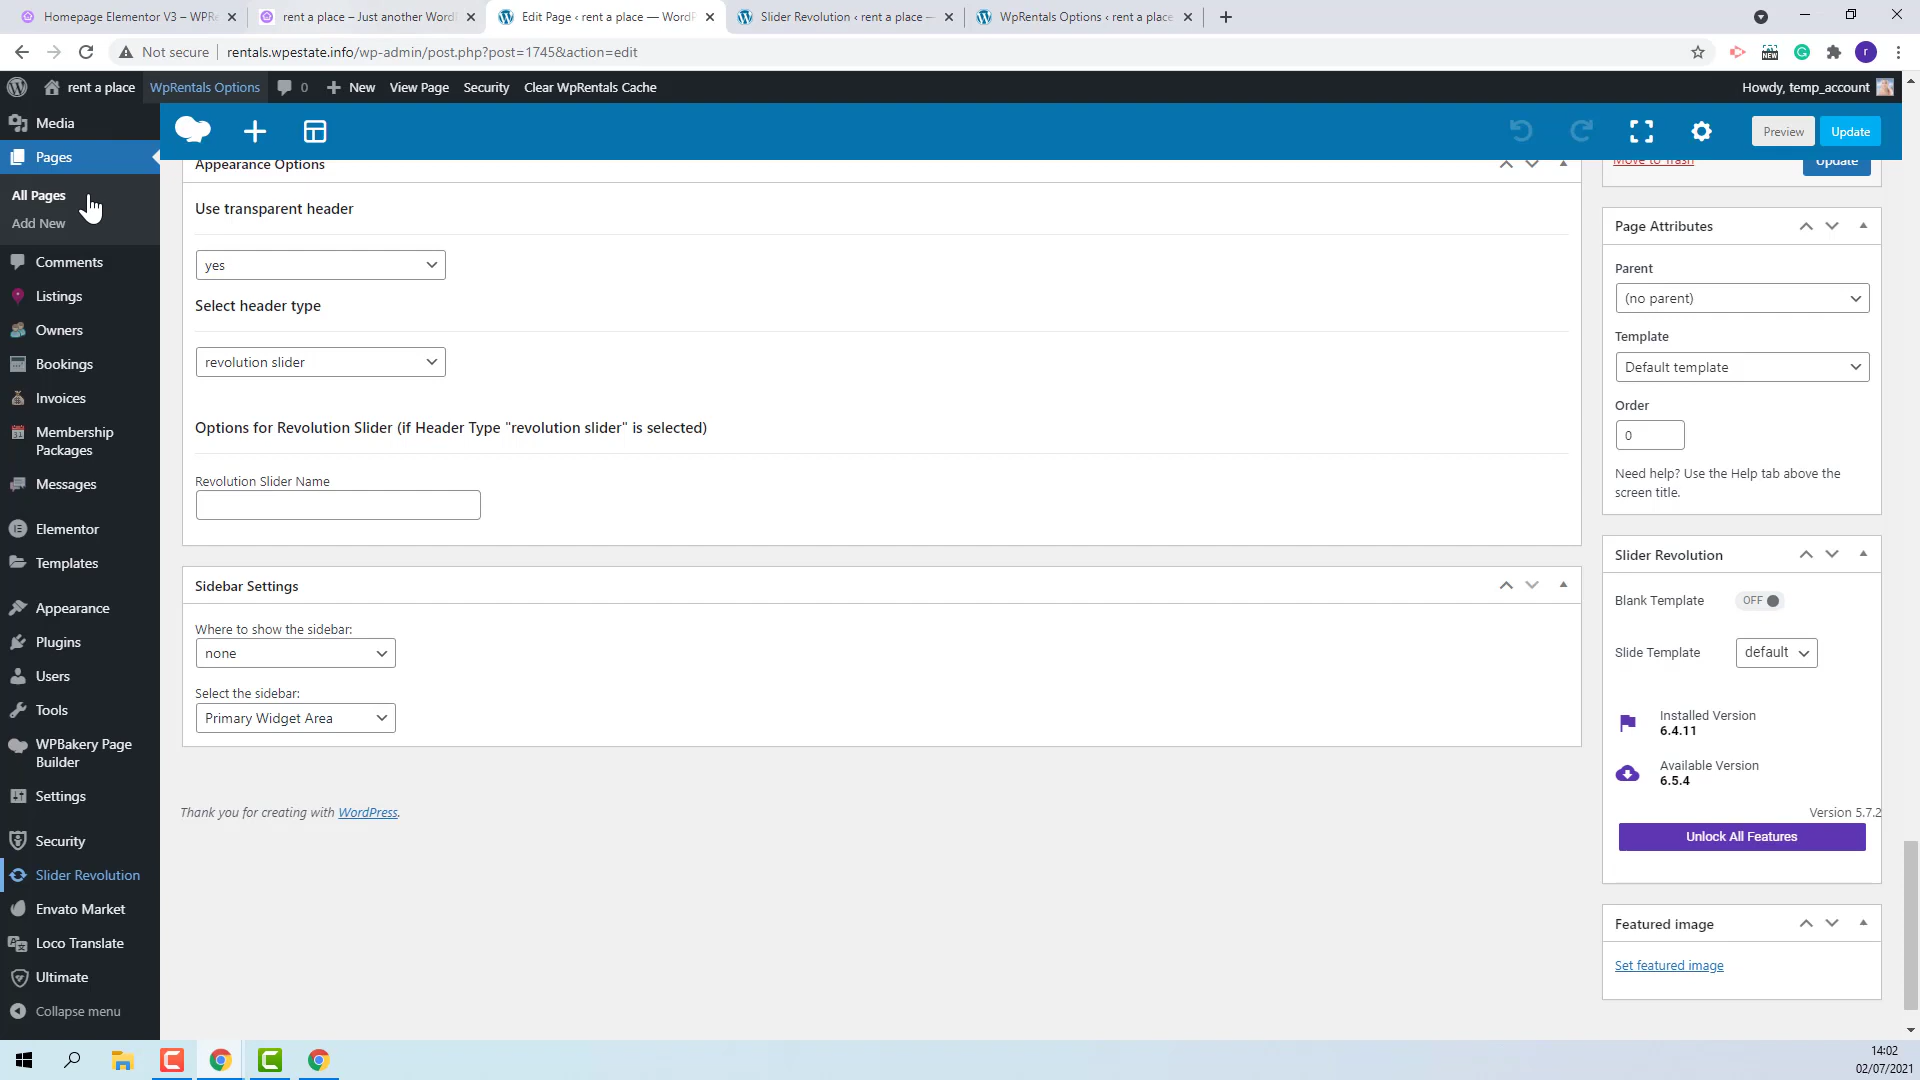 Homepage Elementor V3 – WPRe
rent a place – Just another Word
Edit Page ‹ rent a place — WordP
Slider Revolution ‹ rent a place —
WpRentals Options ‹ rent a place
Not secure
rentals.wpestate.info/wp-admin/post.php?post=1745&action=edit
NEW
r
rent a place
WpRentals Options
0
New
View Page
Security
Clear WpRentals Cache
Howdy, temp_account
Media
Pages
All Pages
Add New
Comments
Listings
Owners
Bookings
Invoices
Membership
Packages
Messages
Elementor
Templates
Appearance
Plugins
Users
Tools
WPBakery Page
Builder
Settings
Security
Slider Revolution
Envato Market
Loco Translate
Ultimate
Collapse menu
Preview
Update
Appearance Options
Use transparent header
yes
Select header type
revolution slider
Options for Revolution Slider (if Header Type "revolution slider" is selected)
Revolution Slider Name
Sidebar Settings
Where to show the sidebar:
none
Select the sidebar:
Primary Widget Area
Thank you for creating with WordPress.
Move to Trash
Update
Page Attributes
Parent
(no parent)
Template
Default template
Order
0
Need help? Use the Help tab above the
screen title.
Slider Revolution
Blank Template
OFF
Slide Template
default
Installed Version
6.4.11
Available Version
6.5.4
Version 5.7.2
Unlock All Features
Featured image
Set featured image
14:02
02/07/2021